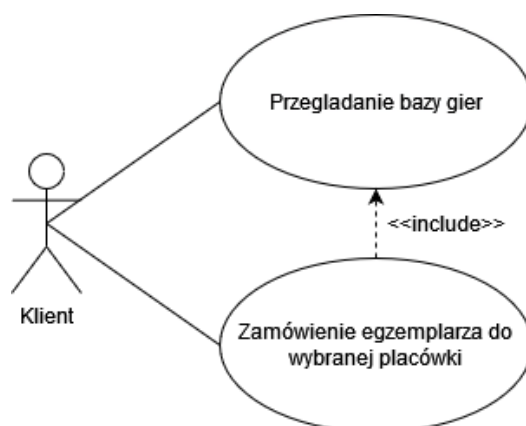 Przegladanie bazy gier
<<include>>
Klient
Zamówienie egzemplarza do
wybranej placówki